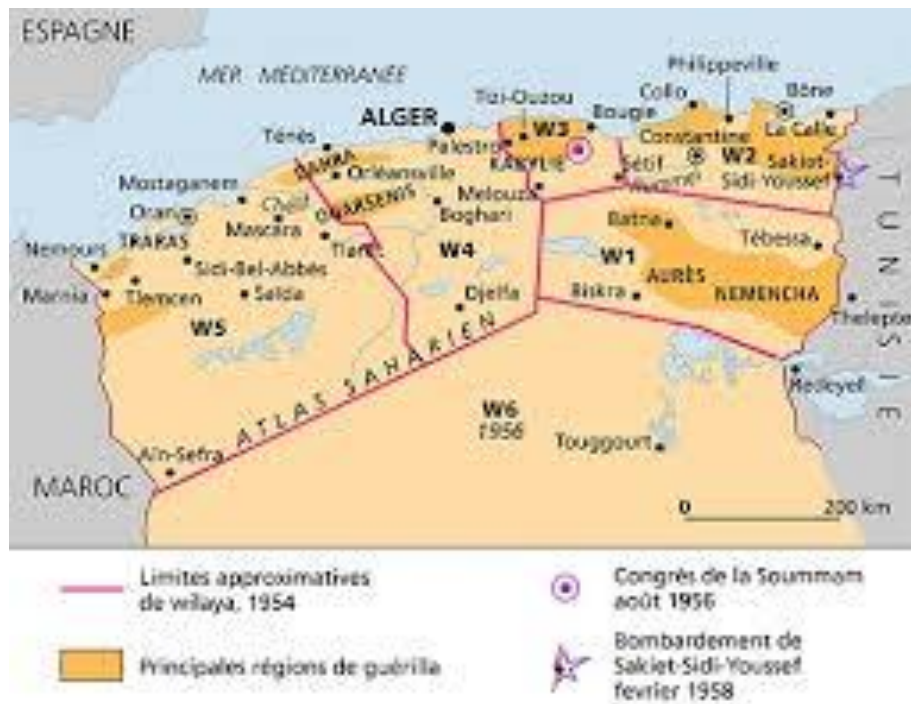 ESPAGNE
MER MÉDITERRANÉE
Philippeville
Collo
Bône
Tizi-Ouzou
Bougie
ALGER
La Calle
Ténès
Palestro
W3
Constantine
W2
KABYLIE
Sétif
Sakiet-
Sidi-Youssef
DAHRA
Orléansville
Mostaganem
Chélif
OUARSENIS
Melouza
Boghari
Oran
Mascara
Batna
TRARAS
Tiaret
W4
Tébessa
Nemours
Sidi-Bel-Abbès
W1
AURÈS
Marnia
Tlemcen
Saïda
Djelfa
Biskra
NEMENCHA
W5
Thelepte
TUNISIE
ATLAS SAHARIEN
Redeyef
W6
1956
Touggourt
Aïn-Sefra
MAROC
0 200 km
Limites approximatives
de wilaya, 1954
Congrès de la Soummam
août 1956
Principales régions de guérilla
Bombardement de
Sakiet-Sidi-Youssef
fevrier 1958